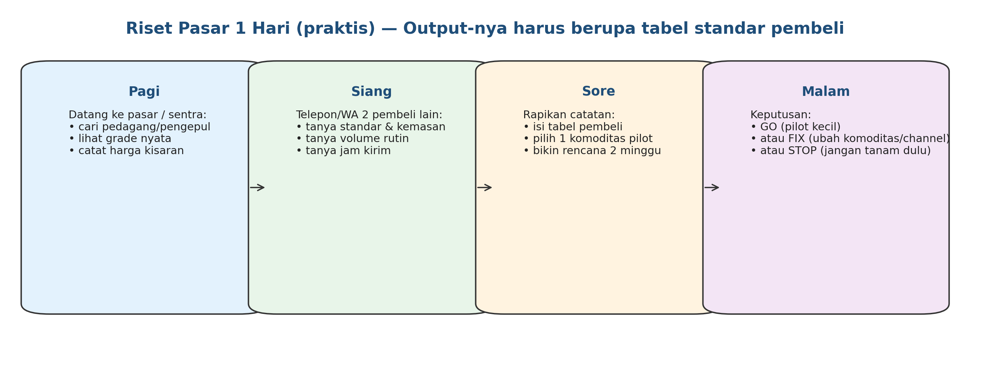 Riset Pasar 1 Hari (praktis) — Output-nya harus berupa tabel standar pembeli
Pagi
Datang ke pasar / sentra:
• cari pedagang/pengepul
• lihat grade nyata
• catat harga kisaran
Siang
Telepon/WA 2 pembeli lain:
• tanya standar & kemasan
• tanya volume rutin
• tanya jam kirim
Sore
Rapikan catatan:
• isi tabel pembeli
• pilih 1 komoditas pilot
• bikin rencana 2 minggu
Malam
Keputusan:
• GO (pilot kecil)
• atau FIX (ubah komoditas/channel)
• atau STOP (jangan tanam dulu)